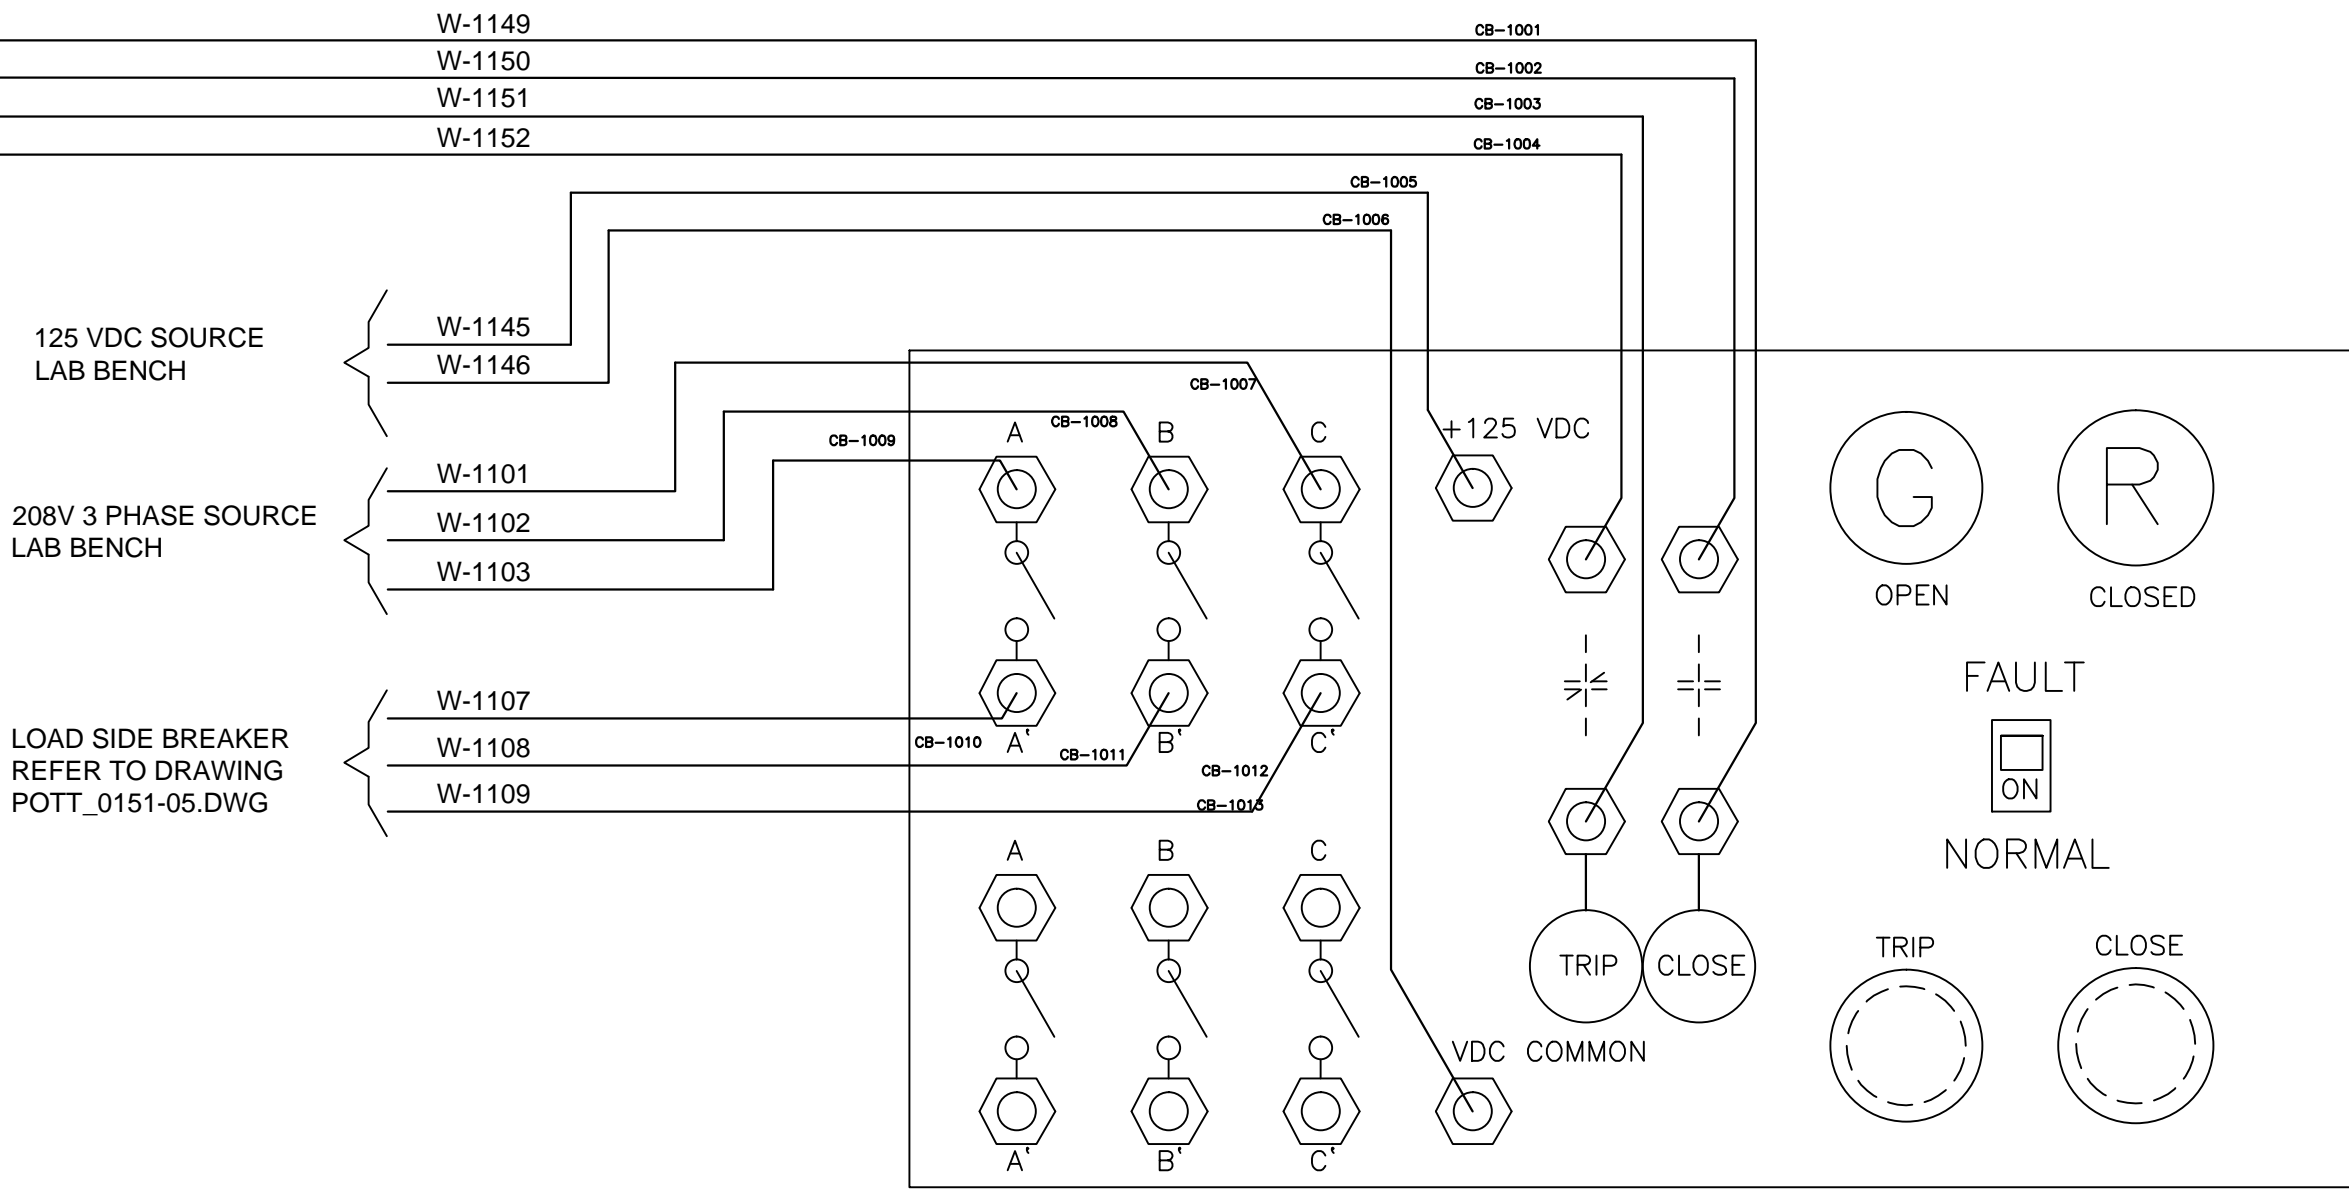 W-1149
CB-1001
W-1150
CB-1002
W-1151
CB-1003
W-1152
CB-1004
CB-1005
CB-1006
125 VDC SOURCE
LAB BENCH
W-1145
W-1146
CB-1007
CB-1008
CB-1009
A
B
C
+125 VDC
208V 3 PHASE SOURCE
LAB BENCH
W-1101
W-1102
W-1103
G
R
OPEN
CLOSED
FAULT
ON
NORMAL
LOAD SIDE BREAKER
REFER TO DRAWING
POTT_0151-05.DWG
W-1107
W-1108
W-1109
CB-1010
A'
CB-1011
B'
CB-1012
C'
CB-1013
A
B
C
TRIP
CLOSE
TRIP
CLOSE
VDC COMMON
A'
B'
C'